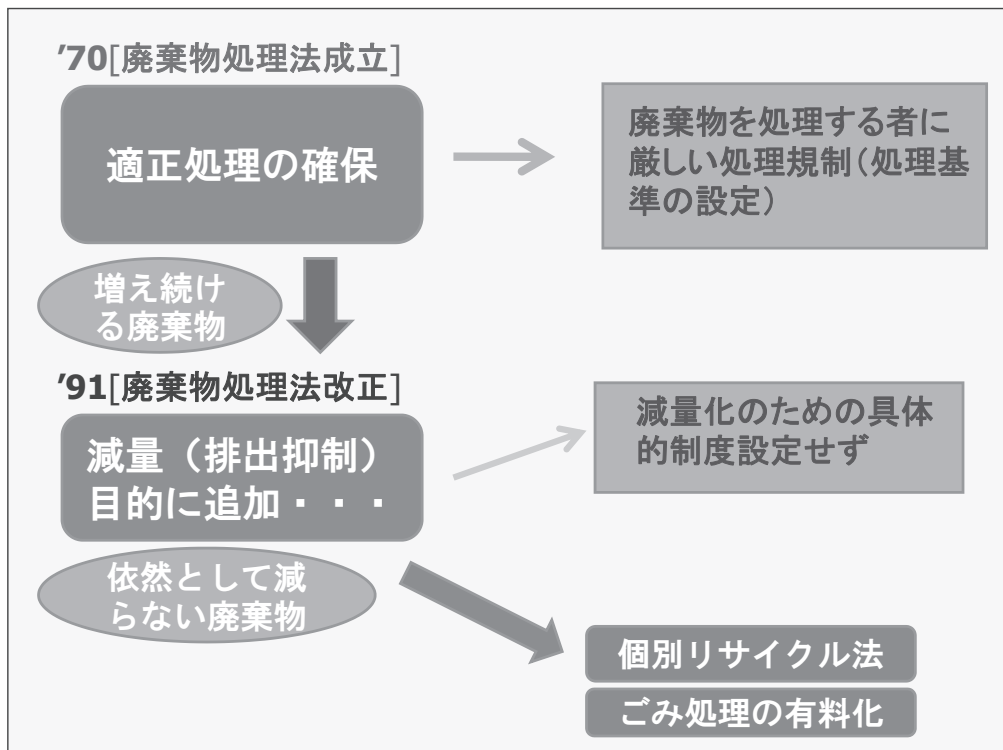 ’70[廃棄物処理法成立]
適正処理の確保
廃棄物を処理する者に
厳しい処理規制(処理基
準の設定)
増え続け
る廃棄物
’91[廃棄物処理法改正]
減量（排出抑制）
目的に追加・・・
減量化のための具体
的制度設定せず
依然として減
らない廃棄物
個別リサイクル法
ごみ処理の有料化